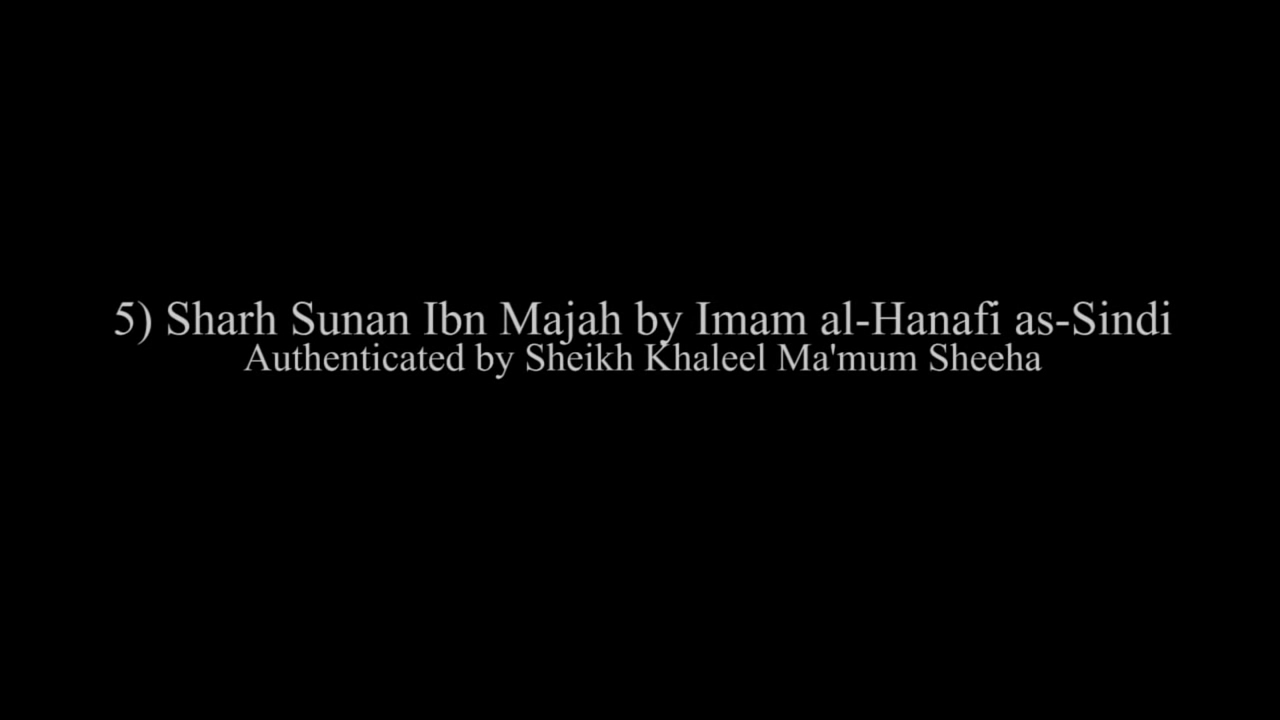 5) Sharh Sunan Ibn Majah by Imam al-Hanafi as-Sindi
Authenticated by Sheikh Khaleel Ma'mum Sheeha